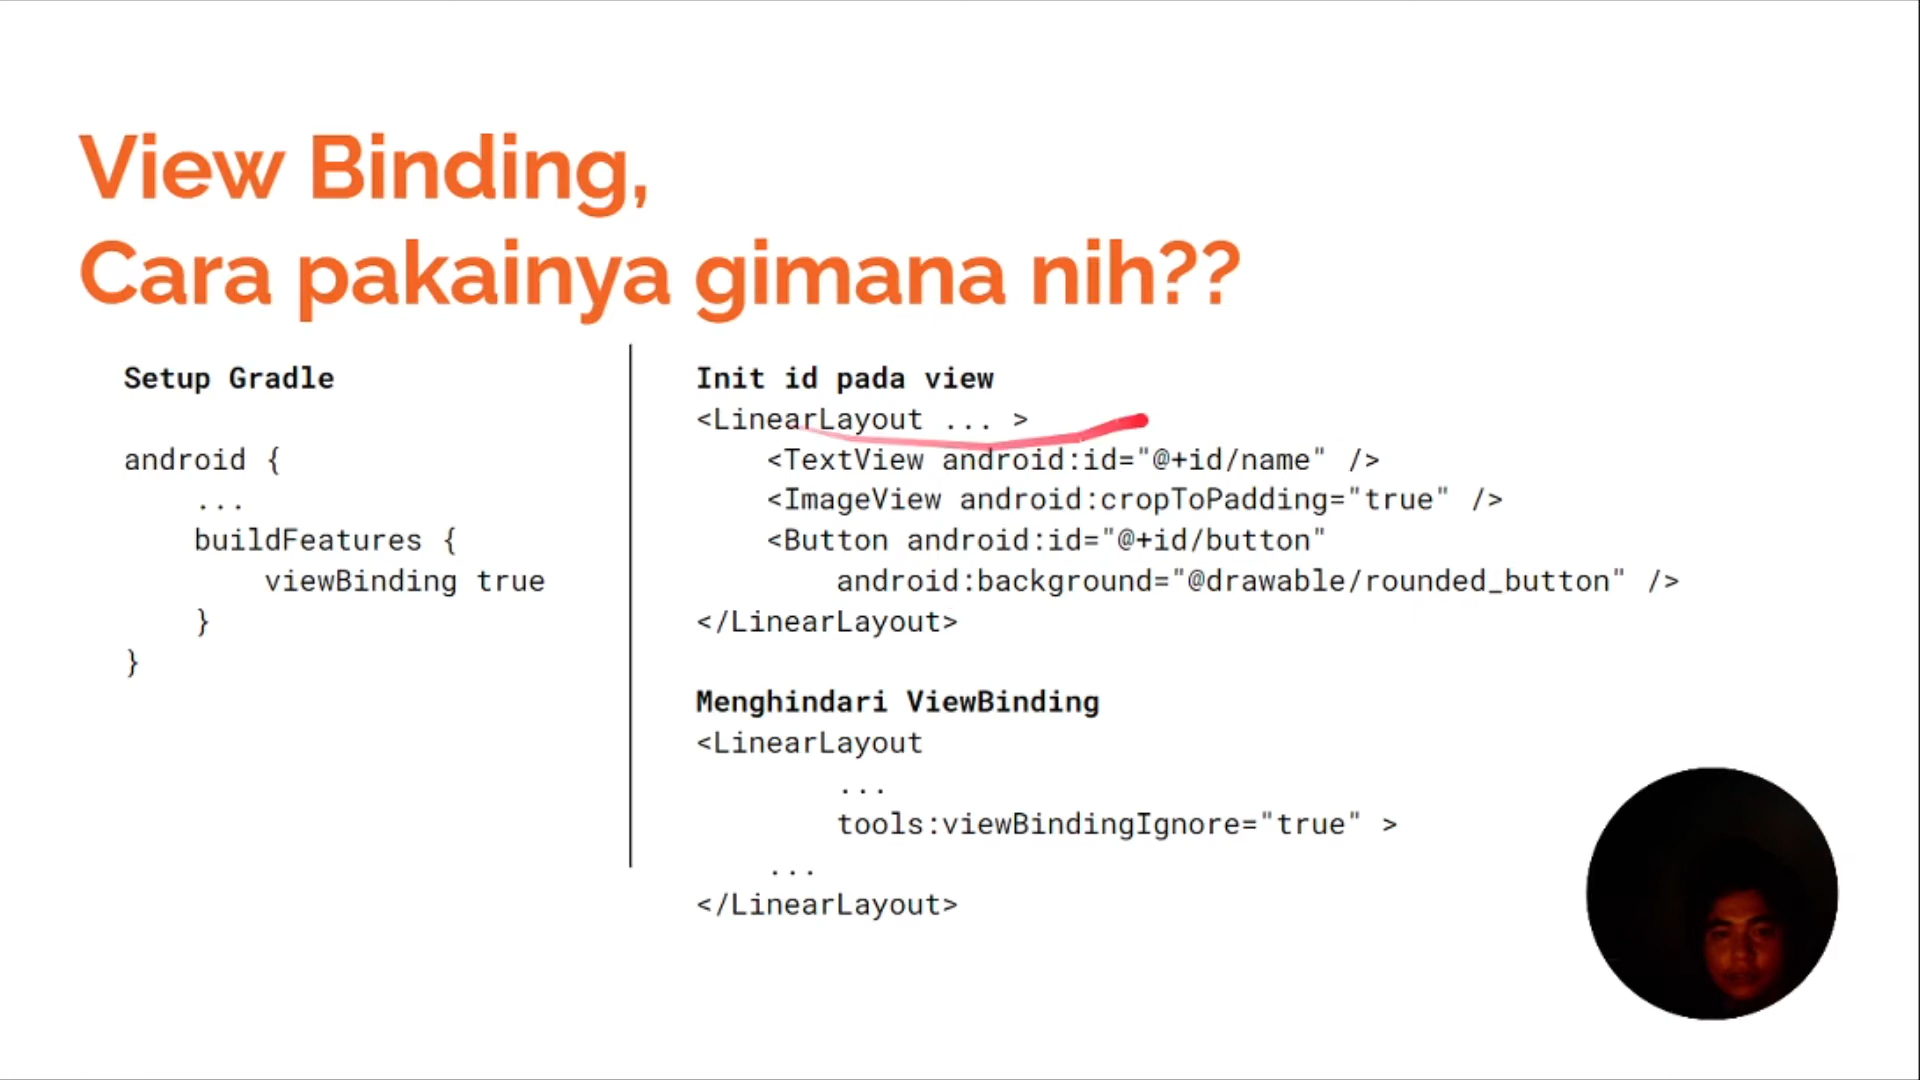 View Binding,
Cara pakainya gimana nih??
Setup Gradle
android {
...
buildFeatures {
viewBinding true
}
}
Init id pada view
<LinearLayout ... >
<TextView android:id="@+id/name" />
<ImageView android:cropToPadding="true" />
<Button android:id="@+id/button"
android:background="@drawable/rounded_button" />
</LinearLayout>
Menghindari ViewBinding
<LinearLayout
...
tools:viewBindingIgnore="true" >
...
</LinearLayout>